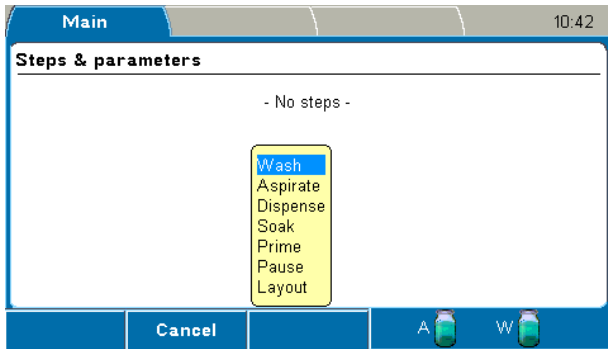 Main
10:42
Steps & parameters
- No steps -
Wash
Aspirate
Dispense
Soak
Prime
Pause
Layout
Cancel
A
W